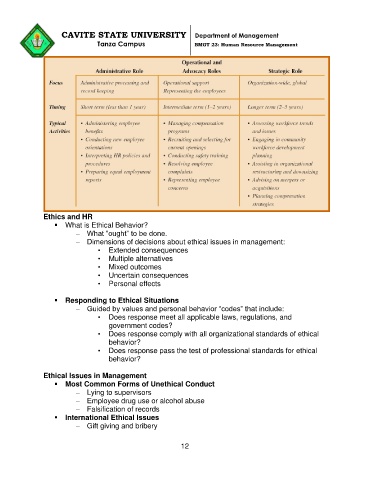 CAVITE STATE UNIVERSITY
Tanza Campus
Department of Management
BMGT 23: Human Resource Management
Administrative Role
Operational and
Advocacy Roles
Strategic Role
Focus
Administrative processing and
record keeping
Operational support
Representing the employees
Organization-wide, global
Timing
Short term (less than 1 year)
Intermediate term (1–2 years)
Longer term (2–5 years)
Typical
Activities
• Administering employee
benefits
• Conducting new employee
orientations
• Interpreting HR policies and
procedures
• Preparing equal employment
reports
• Managing compensation
programs
• Recruiting and selecting for
current openings
• Conducting safety training
• Resolving employee
complaints
• Representing employee
concerns
• Assessing workforce trends
and issues
• Engaging in community
workforce development
planning
• Assisting in organizational
restructuring and downsizing
• Advising on mergers or
acquisitions
• Planning compensation
strategies
Ethics and HR
▪ What is Ethical Behavior?
– What "ought" to be done.
– Dimensions of decisions about ethical issues in management:
• Extended consequences
• Multiple alternatives
• Mixed outcomes
• Uncertain consequences
• Personal effects
▪ Responding to Ethical Situations
– Guided by values and personal behavior "codes" that include:
• Does response meet all applicable laws, regulations, and
government codes?
• Does response comply with all organizational standards of ethical
behavior?
• Does response pass the test of professional standards for ethical
behavior?
Ethical Issues in Management
▪ Most Common Forms of Unethical Conduct
– Lying to supervisors
– Employee drug use or alcohol abuse
– Falsification of records
▪ International Ethical Issues
– Gift giving and bribery
12